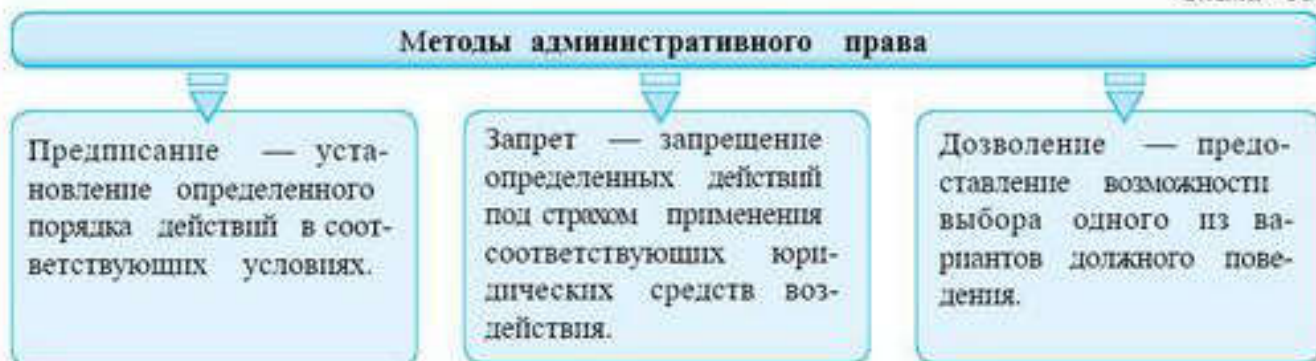 Методы административного права
Предписание — уста-
новление определенного
порядка действий в соот-
ветствующих условиях.
Запрет — запрещение
определенных действий
под страхом применения
соответствующих юри-
дических средств воз-
действия.
Дозволение — предо-
ставление возможности
выбора одного из ва-
риантов должного пове-
дения.